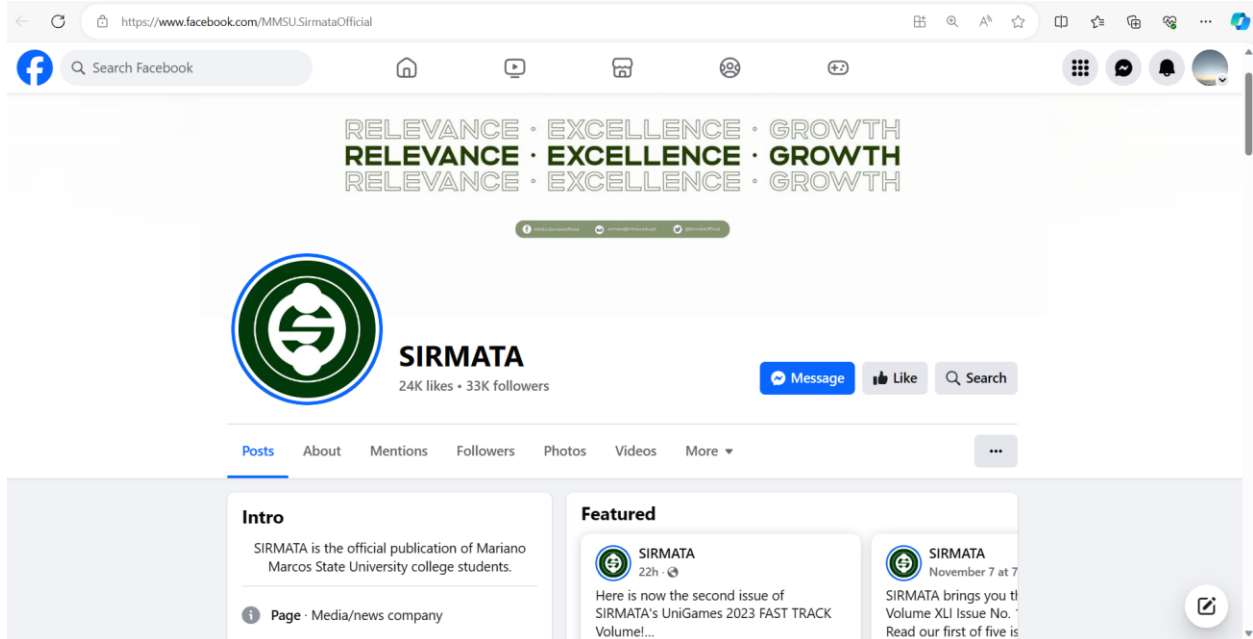 https://www.facebook.com/MMSU.SirmataOfficial
Search Facebook
RELEVANCE • EXCELLENCE • GROWTH
RELEVANCE · EXCELLENCE · GROWTH
RELEVANCE • EXCELLENCE • GROWTH
SIRMATA
24K likes • 33K followers
Message
Like
Search
Posts
About
Mentions
Followers
Photos
Videos
More
Intro
SIRMATA is the official publication of Mariano
Marcos State University college students.
Page · Media/news company
Featured
SIRMATA
22h ·
Here is now the second issue of
SIRMATA's UniGames 2023 FAST TRACK
Volume!...
SIRMATA
November 7 at 7
SIRMATA brings you th
Volume XLI Issue No.
Read our first of five is